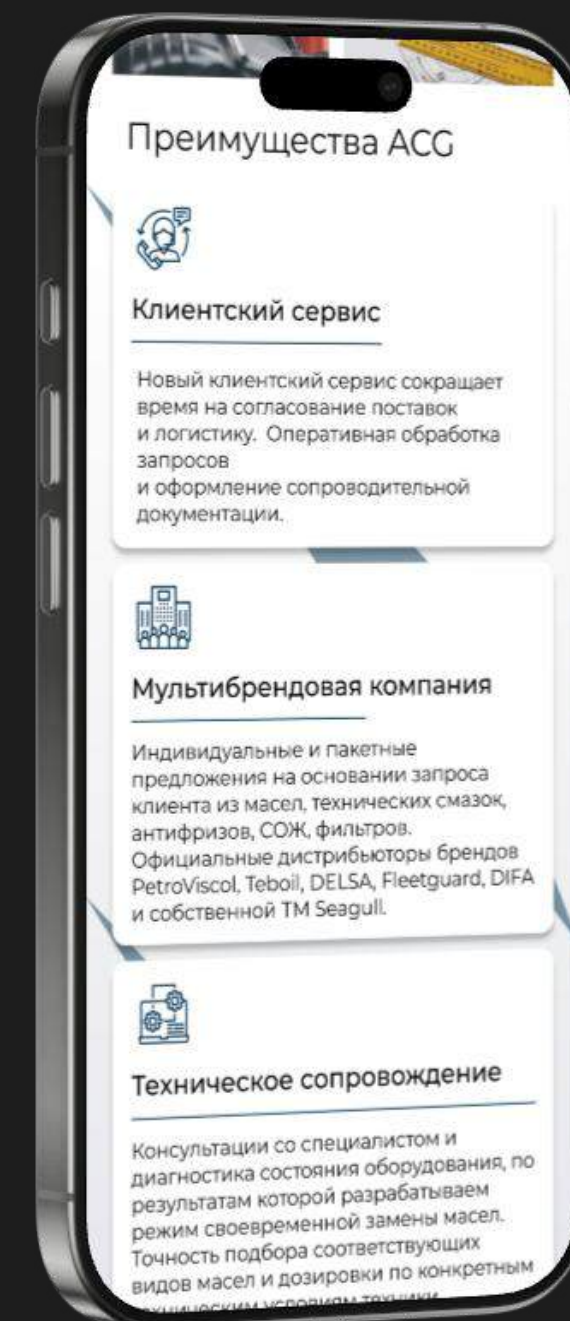 Преимущества ACG
Клиентский сервис
Новый клиентский сервис сокращает
время на согласование поставок
и логистику. Оперативная обработка
запросов
и оформление сопроводительной
документации.
Мультибрендовая компания
Индивидуальные и пакетные
предложения на основании запроса
клиента из масел, технических смазок,
антифризов, СОЖ, фильтров.
Официальные дистрибьюторы брендов
PetroViscol, Teboil, DELSA, Fleetguard, DIFA
и собственной ТМ Seagull.
Техническое сопровождение
Консультации со специалистом и
диагностика состояния оборудования, по
результатам которой разрабатываем
режим своевременной замены масел.
Точность подбора соответствующих
видов масел и дозировки по конкретным
условиям техники